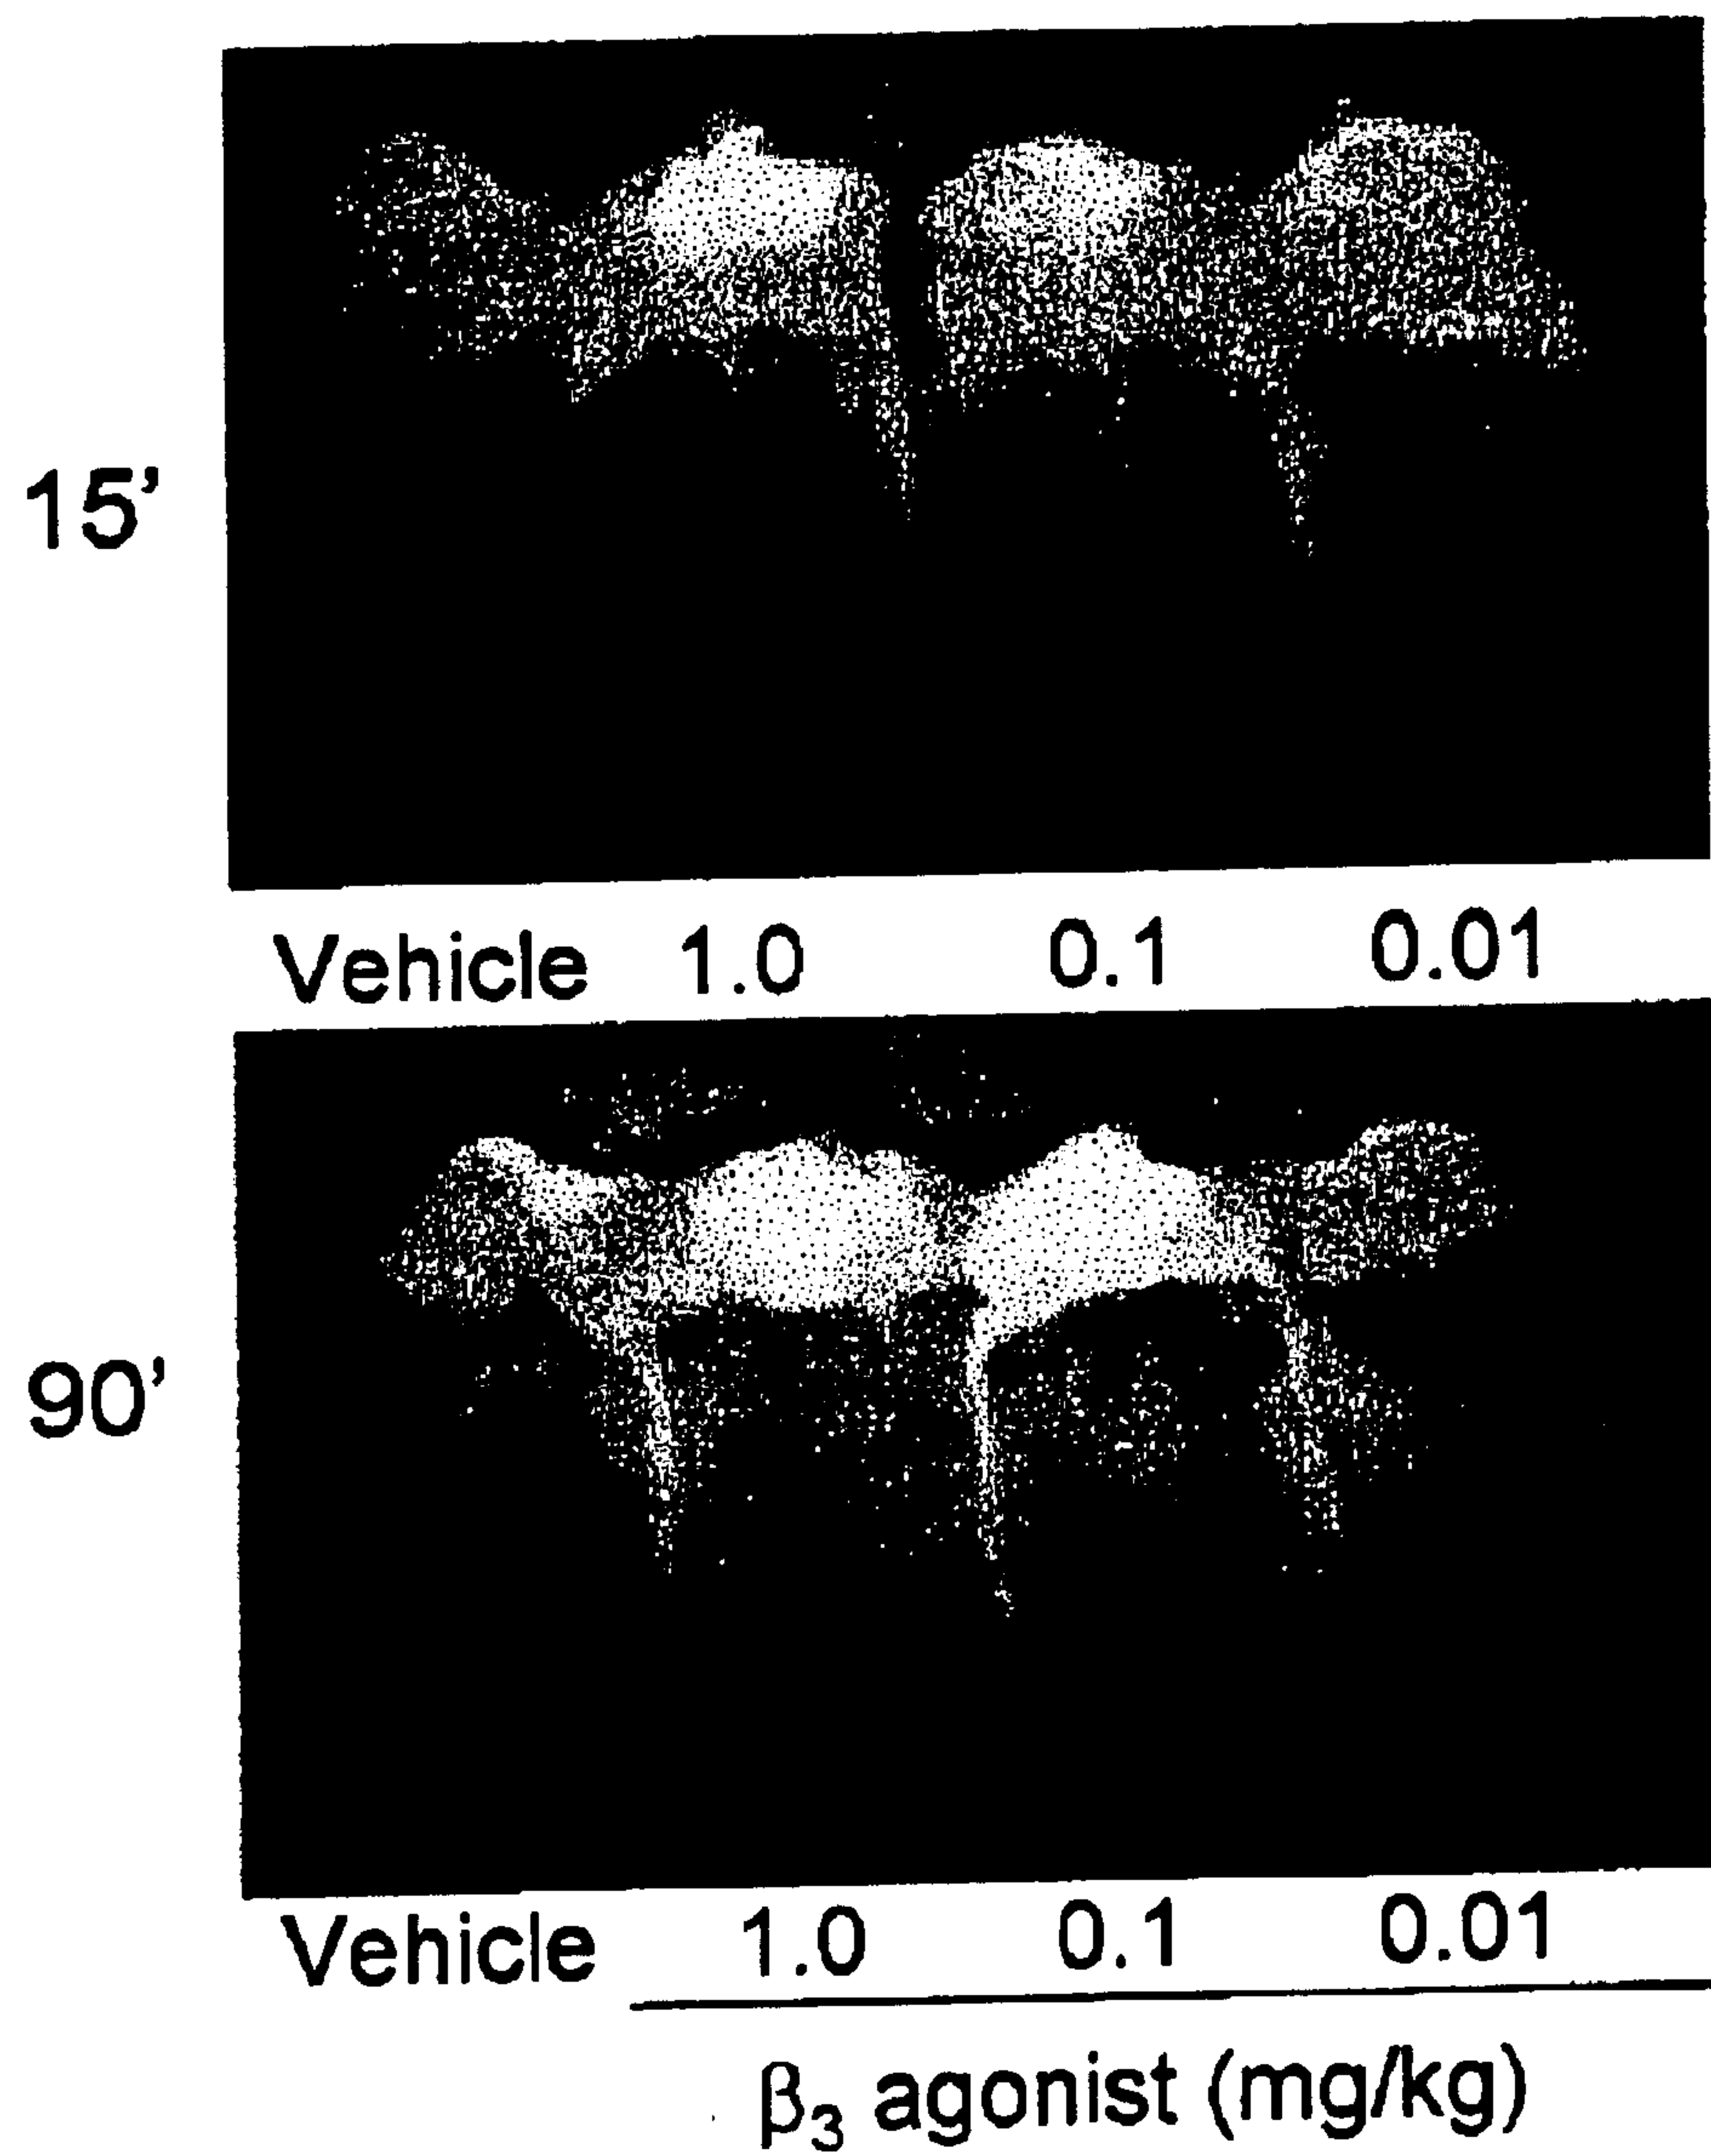 15’
Vehicle 1.0 0.1 0.01
90’
Vehicle 1.0 0.1 0.01
β₃ agonist (mg/kg)